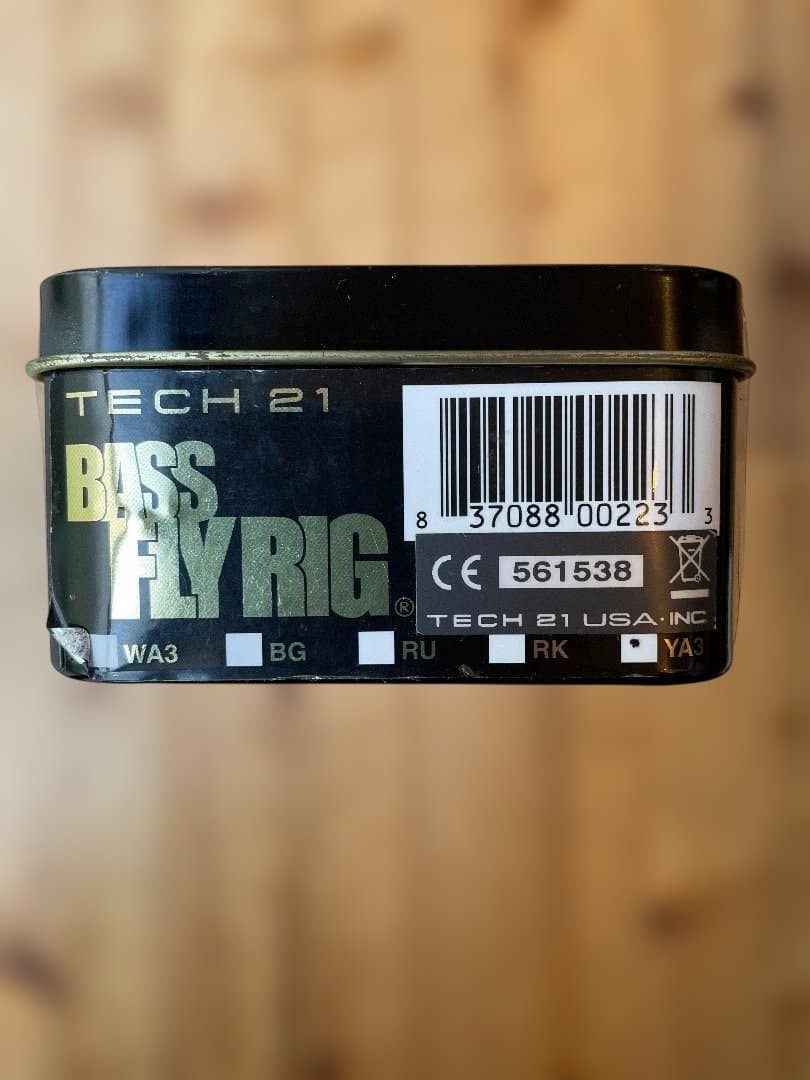 TECH 21
BASS
FLY RIG®
8 37088 00223 3
CE 561538
TECH 21 USA·INC
WA3 BG RU RK YA3